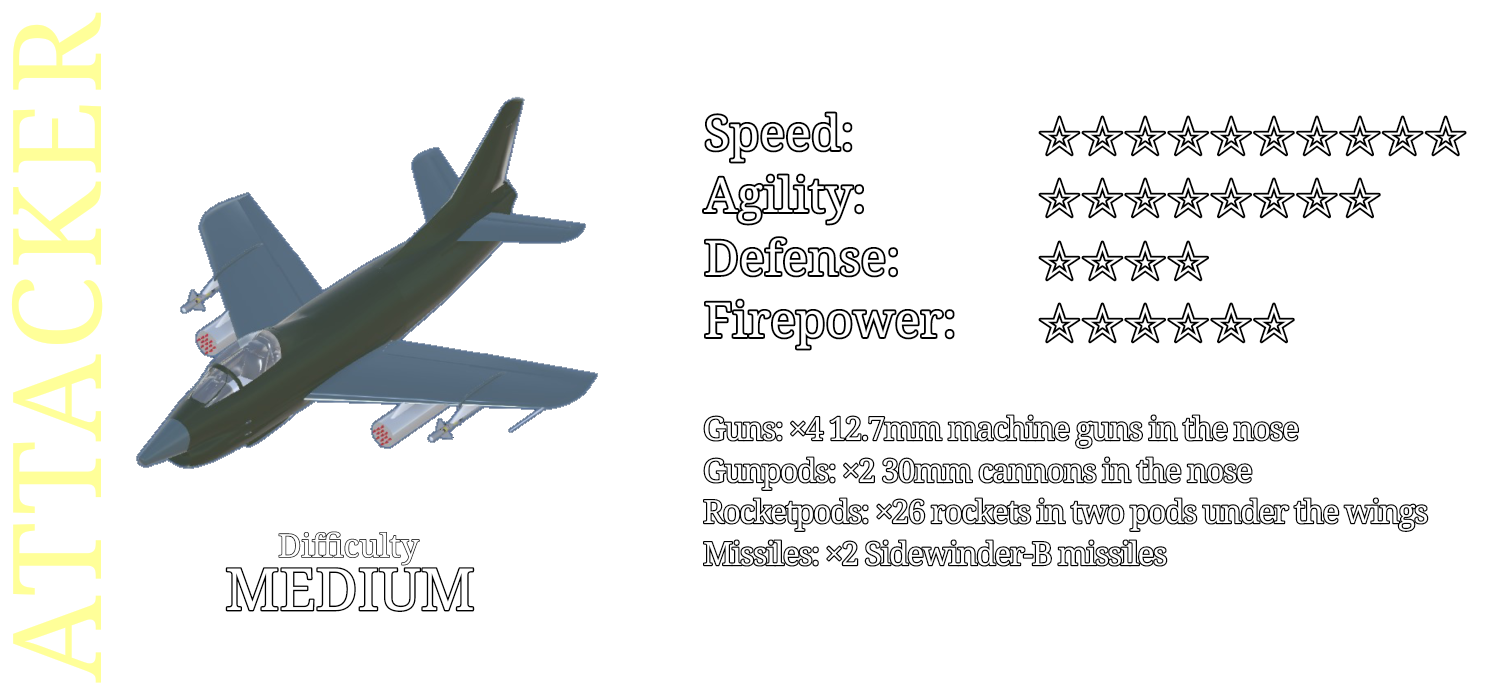 ATTACKER
Difficulty
MEDIUM
Speed:
Agility:
Defense:
Firepower:
Guns: ×4 12.7mm machine guns in the nose
Gunpods: ×2 30mm cannons in the nose
Rocketpods: ×26 rockets in two pods under the wings
Missiles: ×2 Sidewinder-B missiles